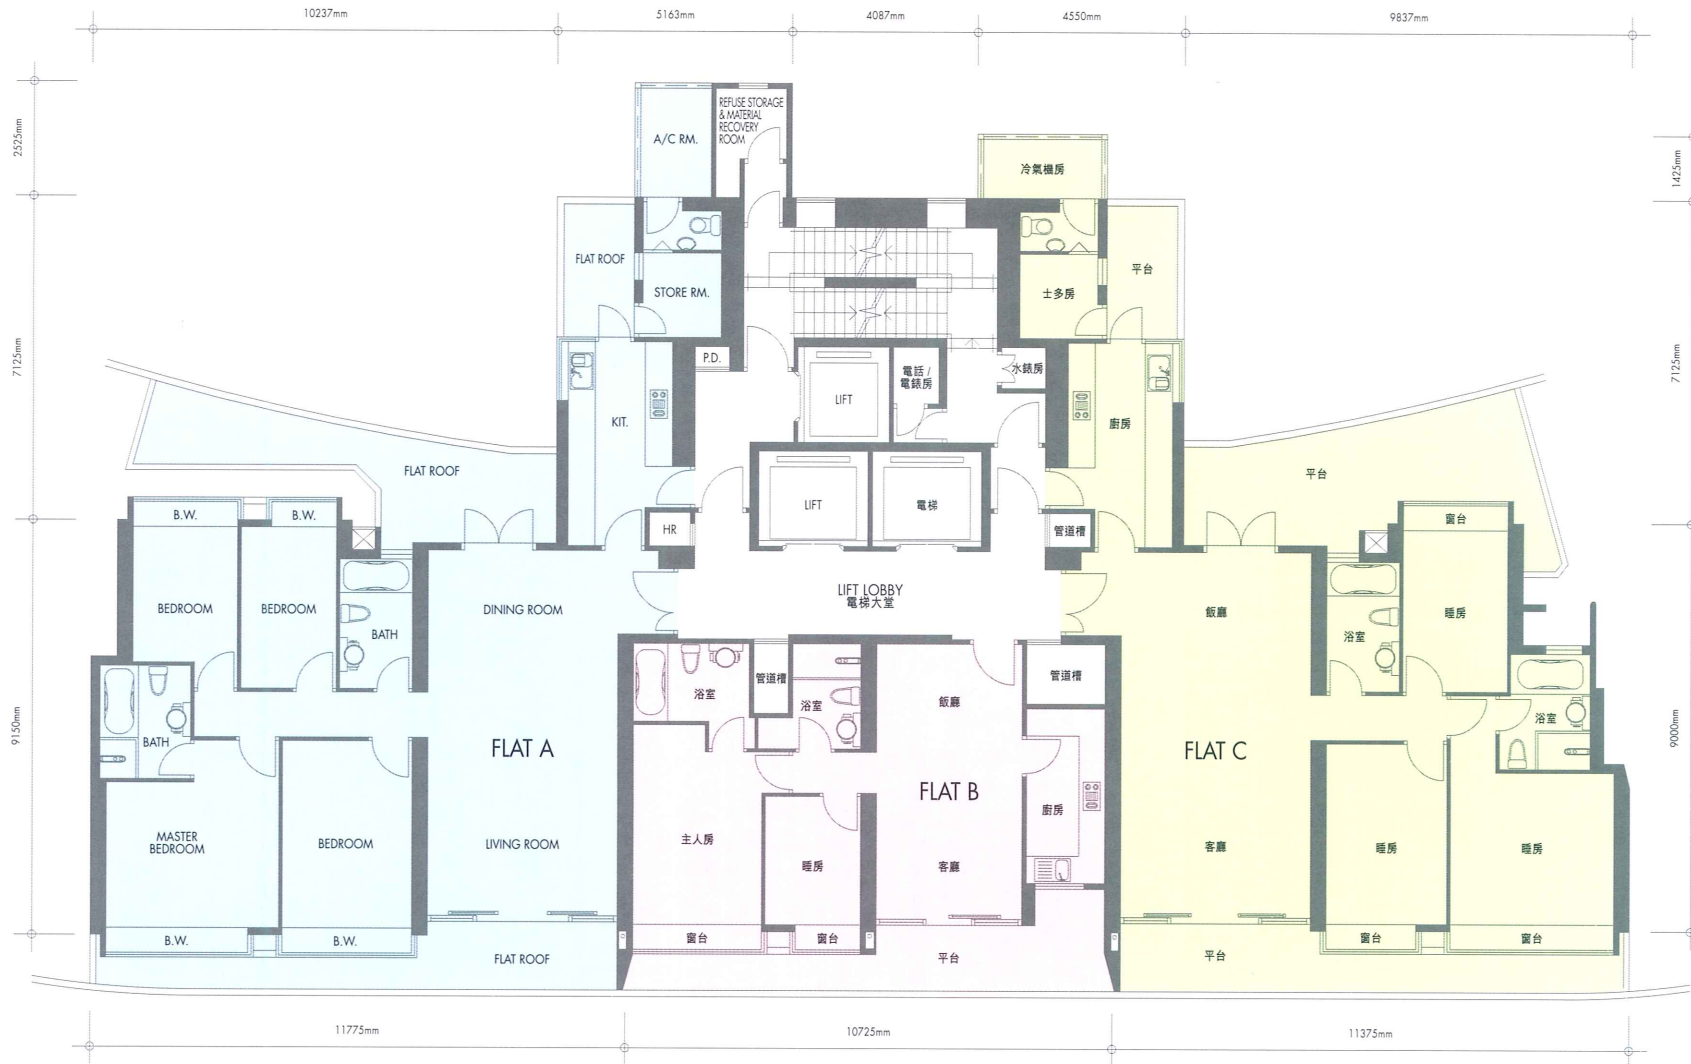 10237mm
5163mm
4087mm
4550mm
9837mm
2525mm
7125mm
9150mm
1425mm
7125mm
9000mm
A/C RM.
REFUSE STORAGE
& MATERIAL
RECOVERY
ROOM
冷氣機房
FLAT ROOF
STORE RM.
士多房
平台
P.D.
LIFT
電話 /
電錶房
水錶房
KIT.
廚房
FLAT ROOF
平台
B.W.
B.W.
HR
LIFT
電梯
管道槽
窗台
BEDROOM
BEDROOM
BATH
DINING ROOM
LIFT LOBBY
電梯大堂
飯廳
浴室
睡房
BATH
浴室
管道槽
浴室
飯廳
管道槽
浴室
FLAT A
FLAT B
FLAT C
MASTER
BEDROOM
BEDROOM
LIVING ROOM
主人房
睡房
客廳
廚房
客廳
睡房
睡房
B.W.
B.W.
窗台
窗台
窗台
窗台
FLAT ROOF
平台
平台
11775mm
10725mm
11375mm